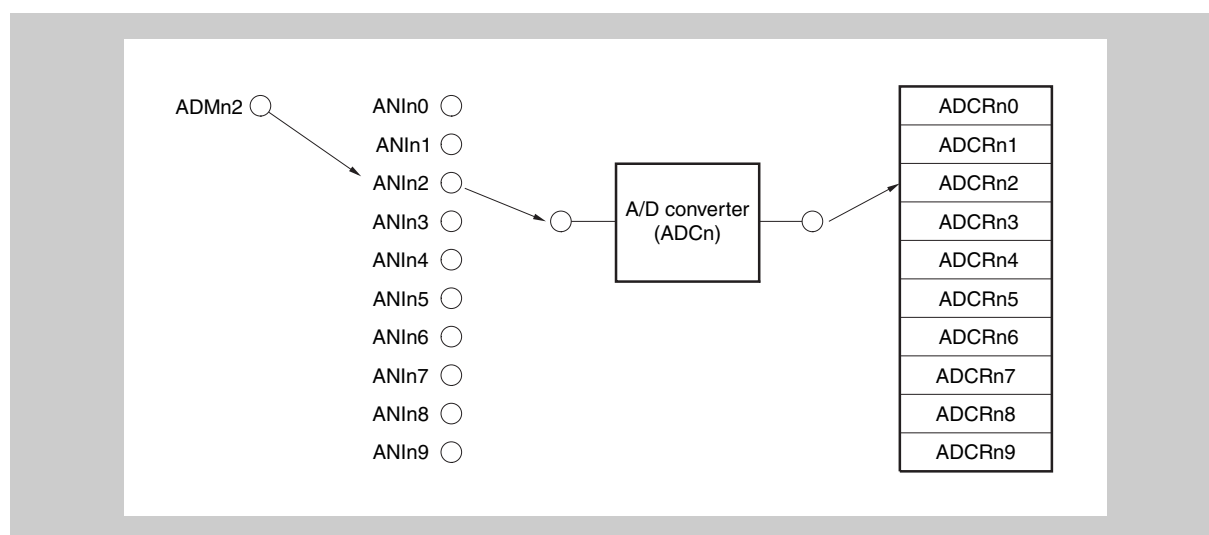 ADMn2
ANIn0
ANIn1
ANIn2
ANIn3
ANIn4
ANIn5
ANIn6
ANIn7
ANIn8
ANIn9
A/D converter
(ADCn)
ADCRn0
ADCRn1
ADCRn2
ADCRn3
ADCRn4
ADCRn5
ADCRn6
ADCRn7
ADCRn8
ADCRn9